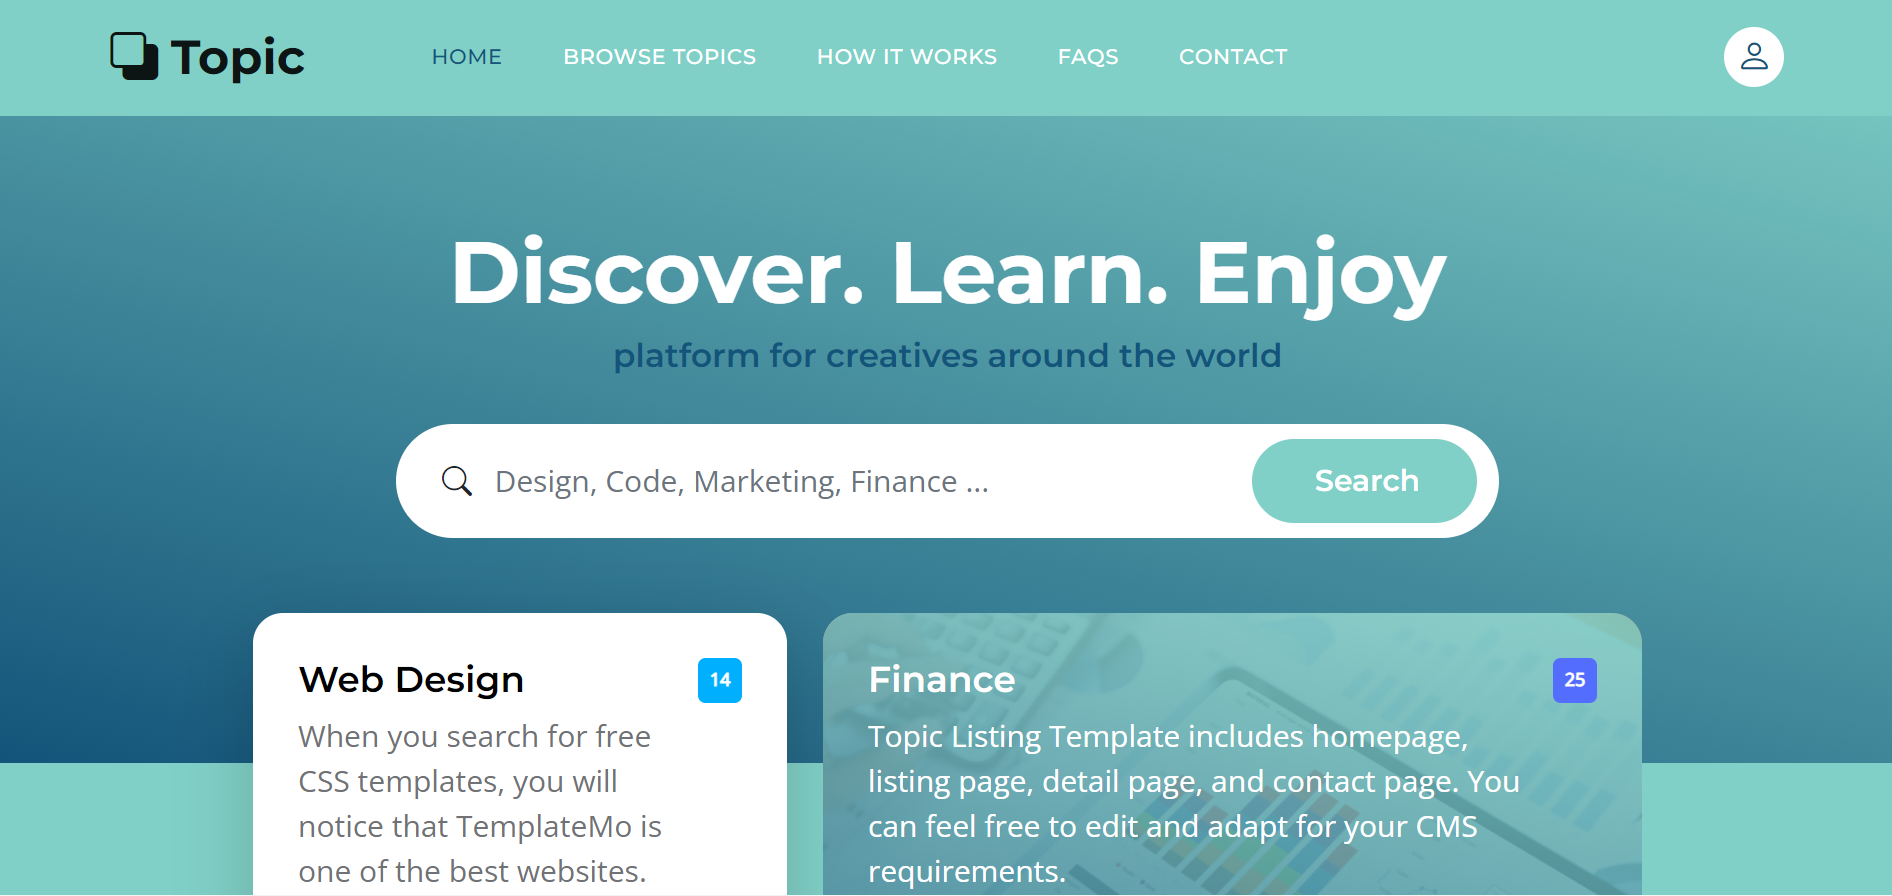 Topic
HOME
BROWSE TOPICS
HOW IT WORKS
FAQS
CONTACT
Discover. Learn. Enjoy
platform for creatives around the world
Design, Code, Marketing, Finance ...
Search
Web Design
14
When you search for free
CSS templates, you will
notice that TemplateMo is
one of the best websites.
Finance
25
Topic Listing Template includes homepage,
listing page, detail page, and contact page. You
can feel free to edit and adapt for your CMS
requirements.